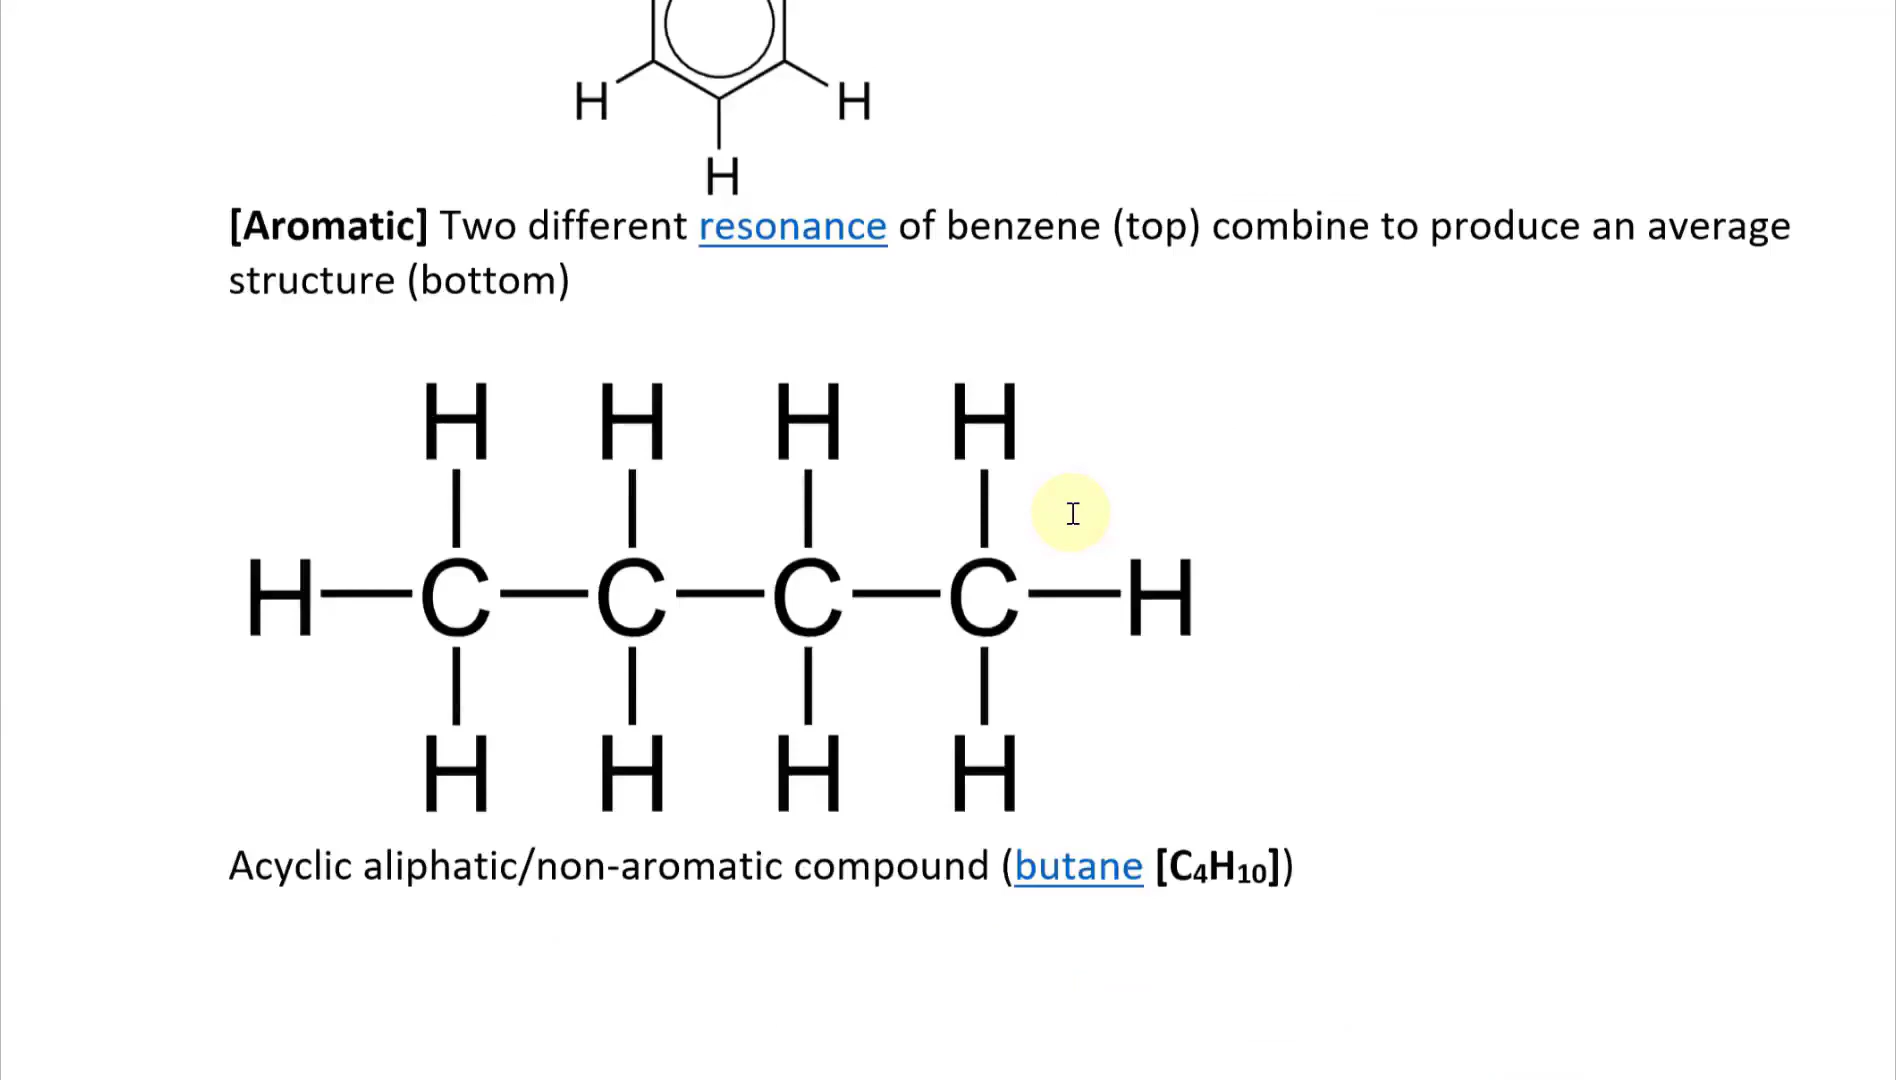 H H
H
[Aromatic] Two different resonance of benzene (top) combine to produce an average
structure (bottom)
H H H H
H C C C C H
H H H H
Acyclic aliphatic/non-aromatic compound (butane [C₄H₁₀])